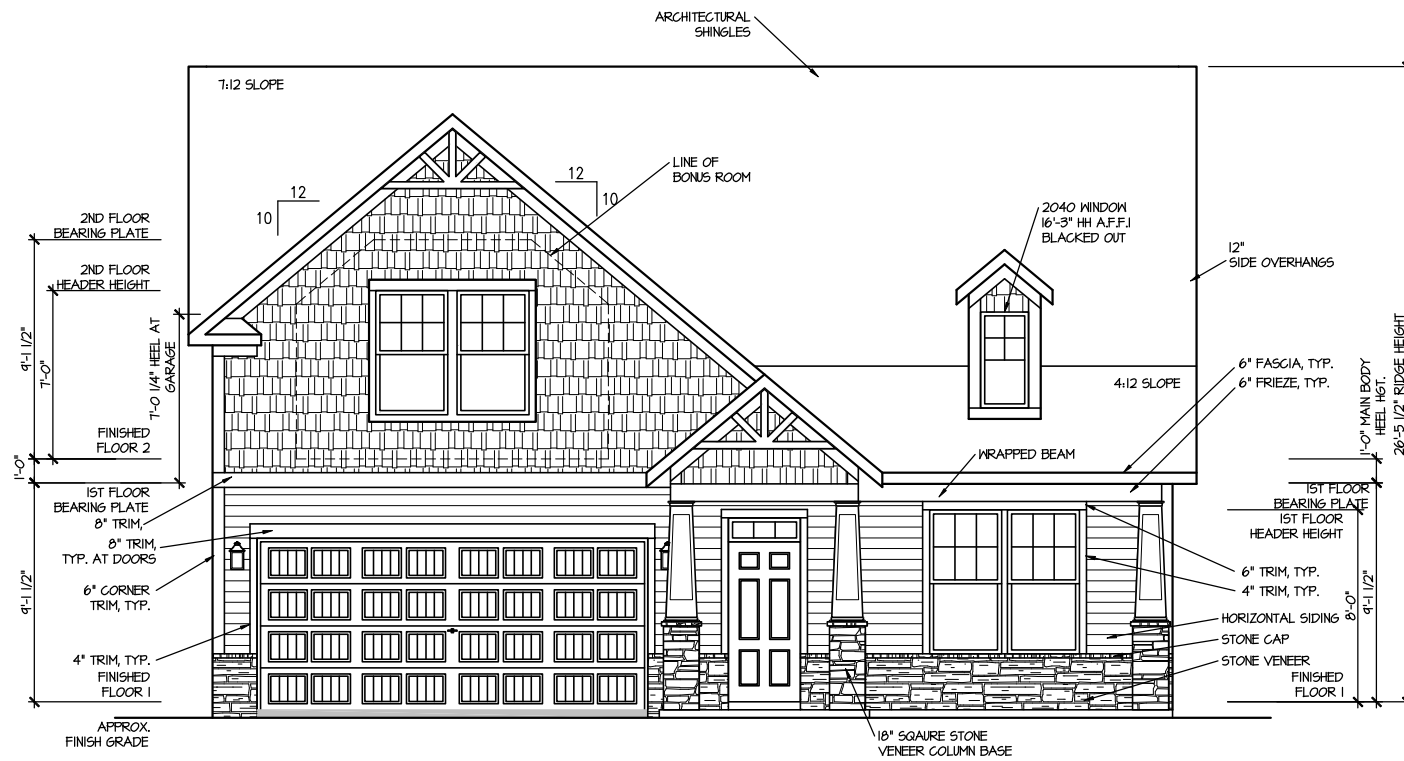 ARCHITECTURAL
SHINGLES
7:12 SLOPE
LINE OF
BONUS ROOM
12
10
12
10
2ND FLOOR
BEARING PLATE
2ND FLOOR
HEADER HEIGHT
2040 WINDOW
16'-3" HH A.F.F.1
BLACKED OUT
12"
SIDE OVERHANGS
9'-1 1/2"
7'-0"
7'-0 1/4" HEEL AT
GARAGE
FINISHED
FLOOR 2
1'-0"
4:12 SLOPE
6" FASCIA, TYP.
6" FRIEZE, TYP.
1'-0" MAIN BODY
HEEL HGT.
26'-5 1/2" RIDGE HEIGHT
WRAPPED BEAM
1ST FLOOR
BEARING PLATE
8" TRIM,
8" TRIM,
TYP. AT DOORS
6" CORNER
TRIM, TYP.
9'-1 1/2"
4" TRIM, TYP.
FINISHED
FLOOR 1
APPROX.
FINISH GRADE
1ST FLOOR
BEARING PLATE
1ST FLOOR
HEADER HEIGHT
6" TRIM, TYP.
4" TRIM, TYP.
HORIZONTAL SIDING
STONE CAP
STONE VENEER
FINISHED
FLOOR 1
8'-0"
9'-1 1/2"
18" SQAURE STONE
VENEER COLUMN BASE